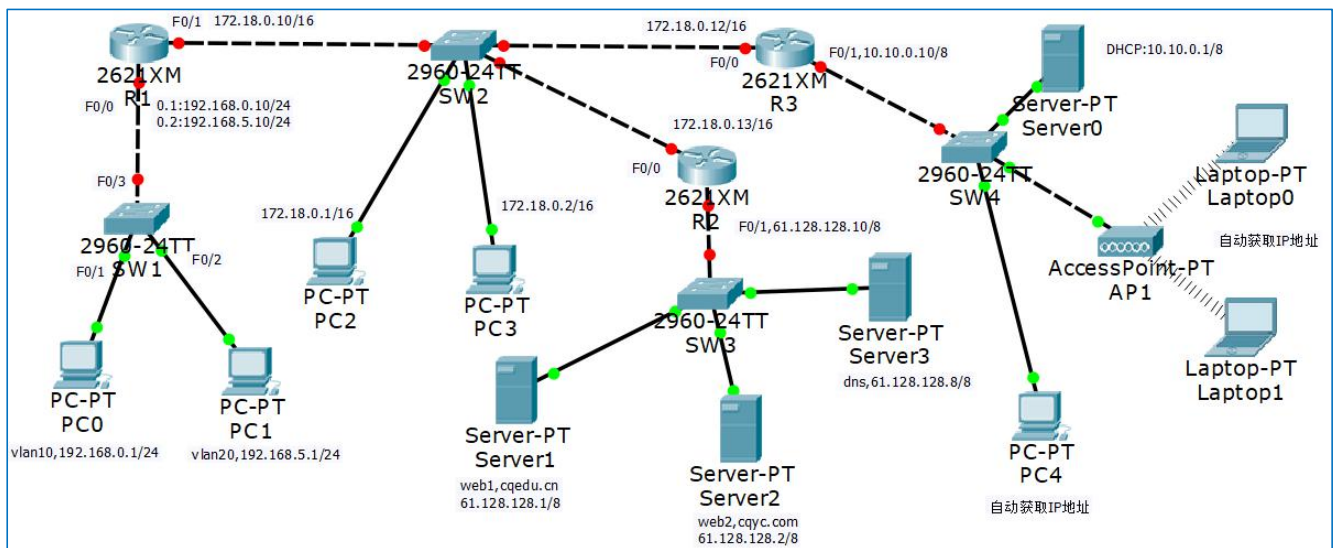 F0/1 172.18.0.10/16
2621XM
R1
F0/0
0.1:192.168.0.10/24
0.2:192.168.5.10/24
F0/3
2960-24TT
SW1
F0/1
F0/2
PC-PT
PC0
vlan10,192.168.0.1/24
PC-PT
PC1
vlan20,192.168.5.1/24
2960-24TT
SW2
172.18.0.1/16
172.18.0.2/16
PC-PT
PC2
PC-PT
PC3
172.18.0.12/16
F0/0
2621XM
R3
F0/1,10.10.0.10/8
172.18.0.13/16
F0/0
2621XM
R2
F0/1,61.128.128.10/8
2960-24TT
SW3
Server-PT
Server1
web1,cqedu.cn
61.128.128.1/8
Server-PT
Server2
web2,cqyc.com
61.128.128.2/8
Server-PT
Server3
dns,61.128.128.8/8
DHCP:10.10.0.1/8
Server-PT
Server0
2960-24TT
SW4
Laptop-PT
Laptop0
自动获取IP地址
AccessPoint-PT
AP1
Laptop-PT
Laptop1
PC-PT
PC4
自动获取IP地址